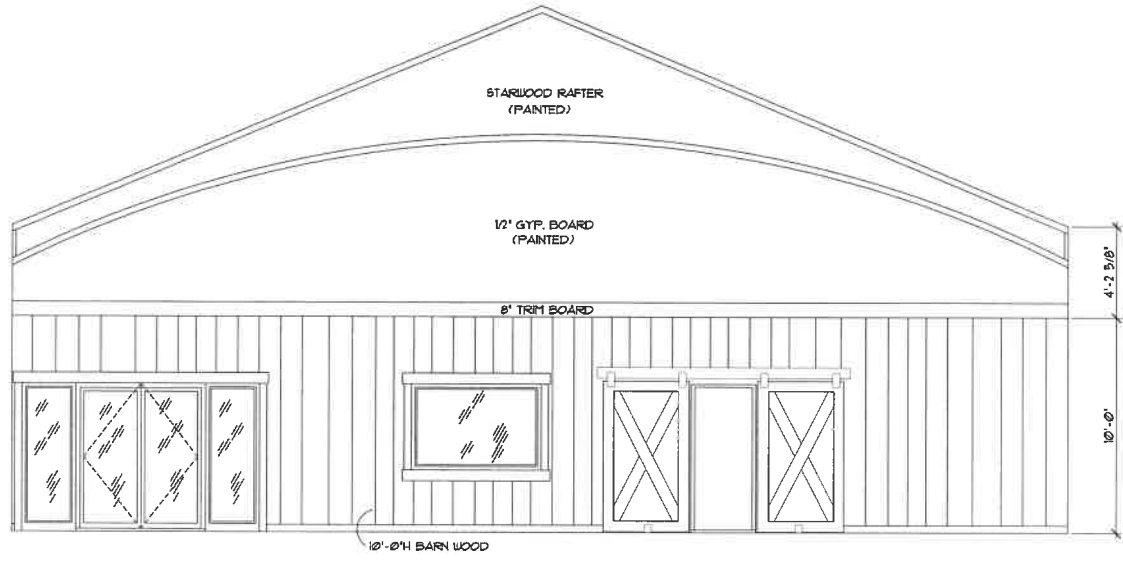 STARWOOD RAFTER
(PAINTED)
1/2" GYP. BOARD
(PAINTED)
4'-2 5/8"
8" TRIM BOARD
10'-0"
10'-0"H BARN WOOD